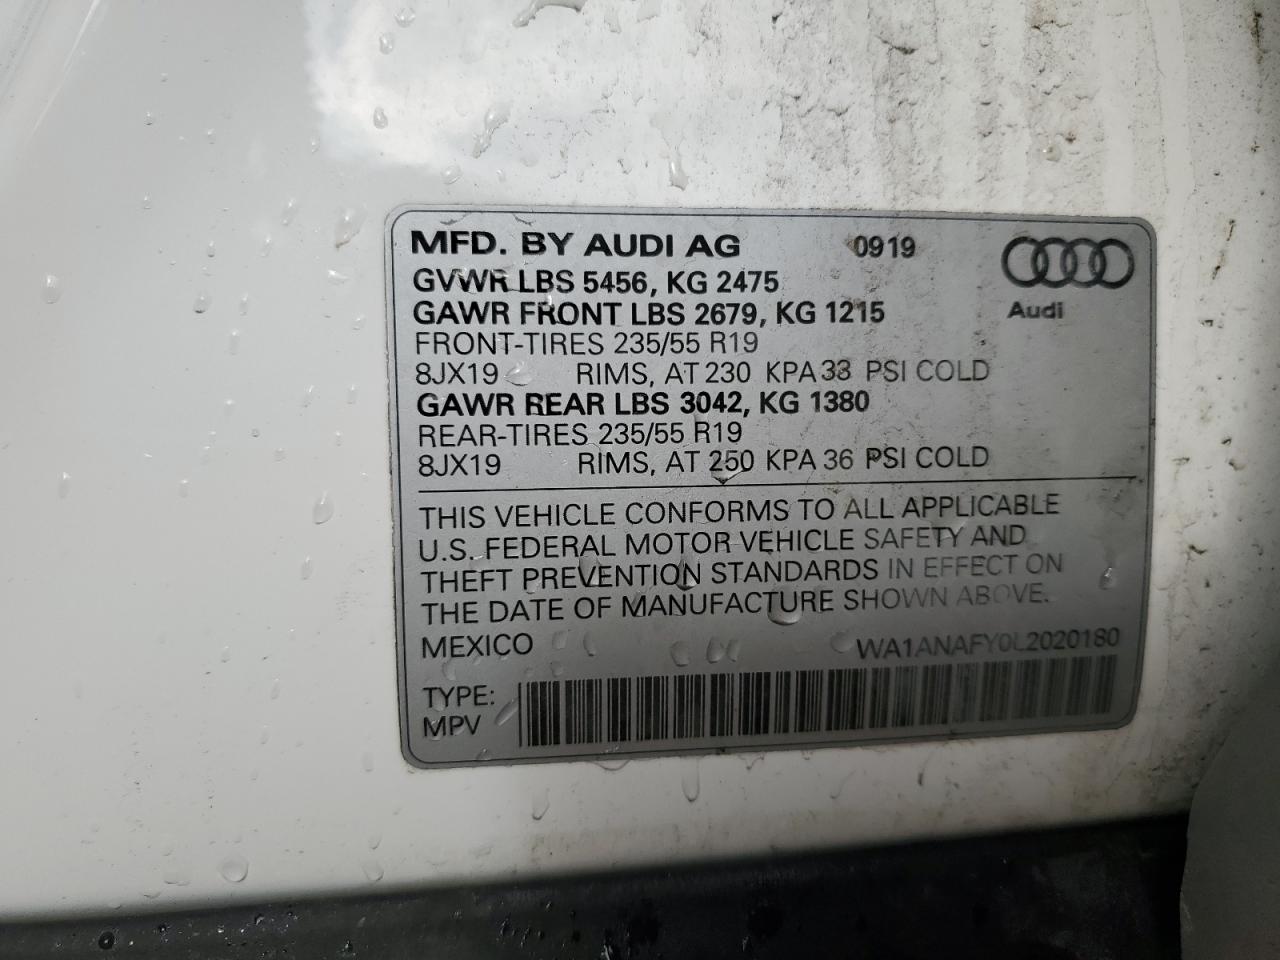 MFD. BY AUDI AG 0919
Audi
GVWR LBS 5456, KG 2475
GAWR FRONT LBS 2679, KG 1215
FRONT-TIRES 235/55 R19
8JX19 RIMS, AT 230 KPA 33 PSI COLD
GAWR REAR LBS 3042, KG 1380
REAR-TIRES 235/55 R19
8JX19 RIMS, AT 250 KPA 36 PSI COLD
THIS VEHICLE CONFORMS TO ALL APPLICABLE
U.S. FEDERAL MOTOR VEHICLE SAFETY AND
THEFT PREVENTION STANDARDS IN EFFECT ON
THE DATE OF MANUFACTURE SHOWN ABOVE.
MEXICO WA1ANAFY0L2020180
TYPE:
MPV